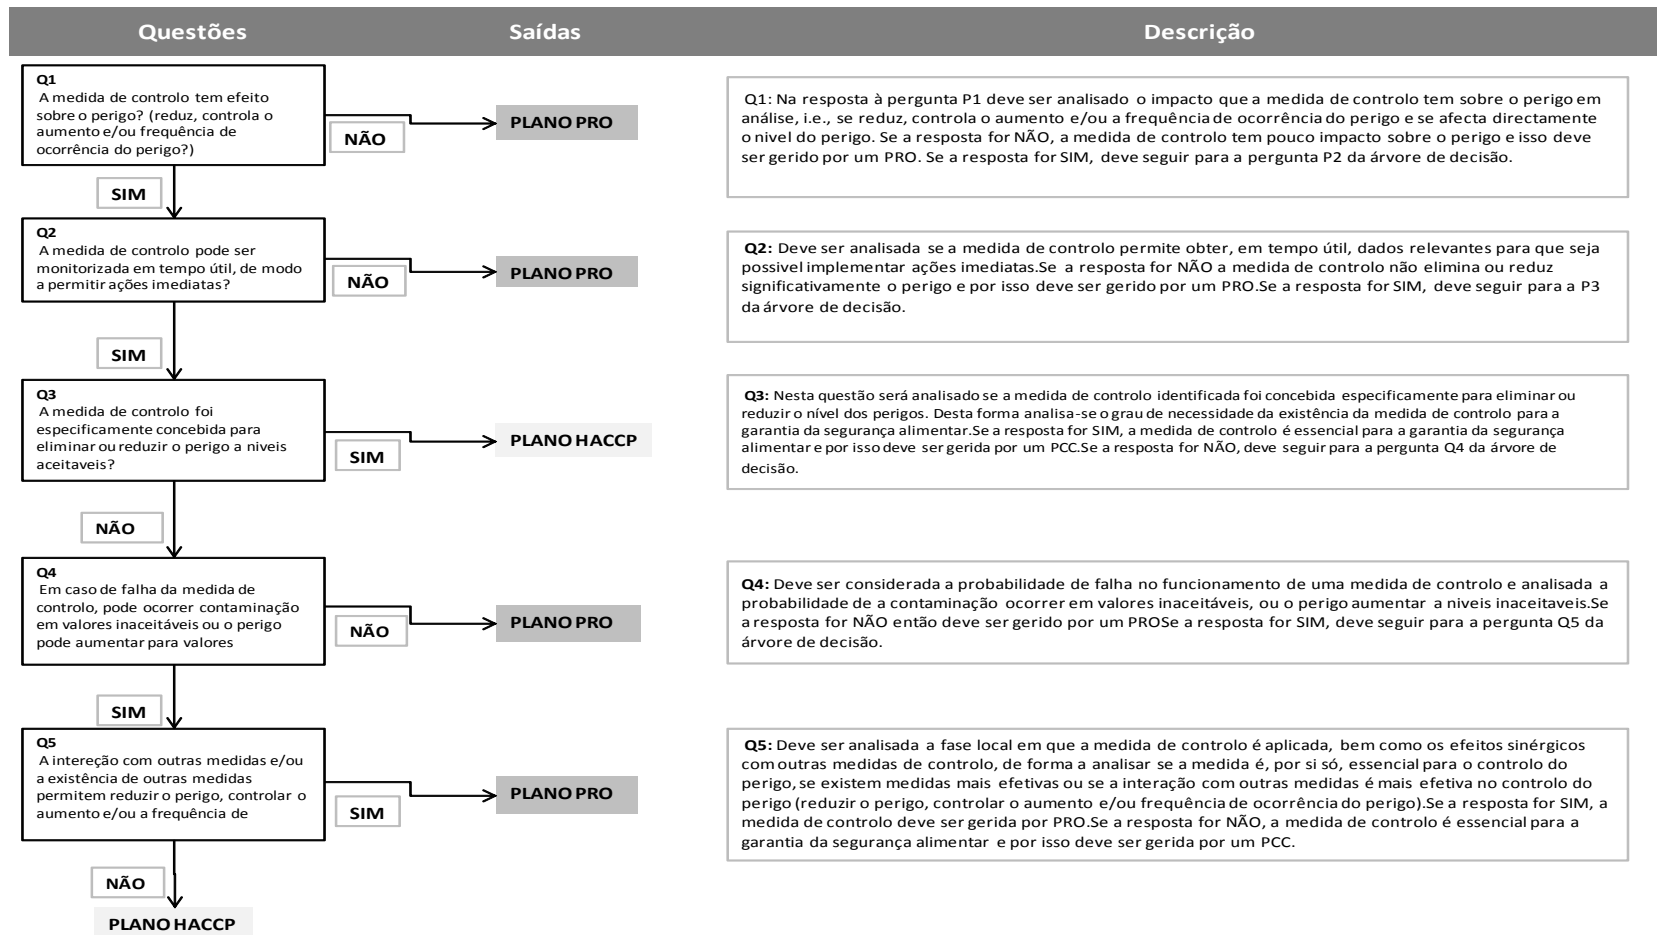 Questões Saídas Descrição
Q1
A medida de controlo tem efeito
sobre o perigo? (reduz, controla o
aumento e/ou frequência de
ocorrência do perigo?)
NÃO
PLANO PRO
Q1: Na resposta à pergunta P1 deve ser analisado o impacto que a medida de controlo tem sobre o perigo em
análise, i.e., se reduz, controla o aumento e/ou a frequência de ocorrência do perigo e se afecta directamente
o nivel do perigo. Se a resposta for NÃO, a medida de controlo tem pouco impacto sobre o perigo e isso deve
ser gerido por um PRO. Se a resposta for SIM, deve seguir para a pergunta P2 da árvore de decisão.
SIM
Q2
A medida de controlo pode ser
monitorizada em tempo útil, de modo
a permitir ações imediatas?
NÃO
PLANO PRO
Q2: Deve ser analisada se a medida de controlo permite obter, em tempo útil, dados relevantes para que seja
possivel implementar ações imediatas.Se a resposta for NÃO a medida de controlo não elimina ou reduz
significativamente o perigo e por isso deve ser gerido por um PRO.Se a resposta for SIM, deve seguir para a P3
da árvore de decisão.
SIM
Q3
A medida de controlo foi
especificamente concebida para
eliminar ou reduzir o perigo a niveis
aceitaveis?
SIM
PLANO HACCP
Q3: Nesta questão será analisado se a medida de controlo identificada foi concebida especificamente para eliminar ou
reduzir o nível dos perigos. Desta forma analisa-se o grau de necessidade da existência da medida de controlo para a
garantia da segurança alimentar.Se a resposta for SIM, a medida de controlo é essencial para a garantia da segurança
alimentar e por isso deve ser gerida por um PCC.Se a resposta for NÃO, deve seguir para a pergunta Q4 da árvore de
decisão.
NÃO
Q4
Em caso de falha da medida de
controlo, pode ocorrer contaminação
em valores inaceitáveis ou o perigo
pode aumentar para valores
NÃO
PLANO PRO
Q4: Deve ser considerada a probabilidade de falha no funcionamento de uma medida de controlo e analisada a
probabilidade de a contaminação ocorrer em valores inaceitáveis, ou o perigo aumentar a niveis inaceitaveis.Se
a resposta for NÃO então deve ser gerido por um PROSe a resposta for SIM, deve seguir para a pergunta Q5 da
árvore de decisão.
SIM
Q5
A intereção com outras medidas e/ou
a existência de outras medidas
permitem reduzir o perigo, controlar o
aumento e/ou a frequência de
SIM
PLANO PRO
Q5: Deve ser analisada a fase local em que a medida de controlo é aplicada, bem como os efeitos sinérgicos
com outras medidas de controlo, de forma a analisar se a medida é, por si só, essencial para o controlo do
perigo, se existem medidas mais efetivas ou se a interação com outras medidas é mais efetiva no controlo do
perigo (reduzir o perigo, controlar o aumento e/ou frequência de ocorrência do perigo).Se a resposta for SIM, a
medida de controlo deve ser gerida por PRO.Se a resposta for NÃO, a medida de controlo é essencial para a
garantia da segurança alimentar e por isso deve ser gerida por um PCC.
NÃO
PLANO HACCP